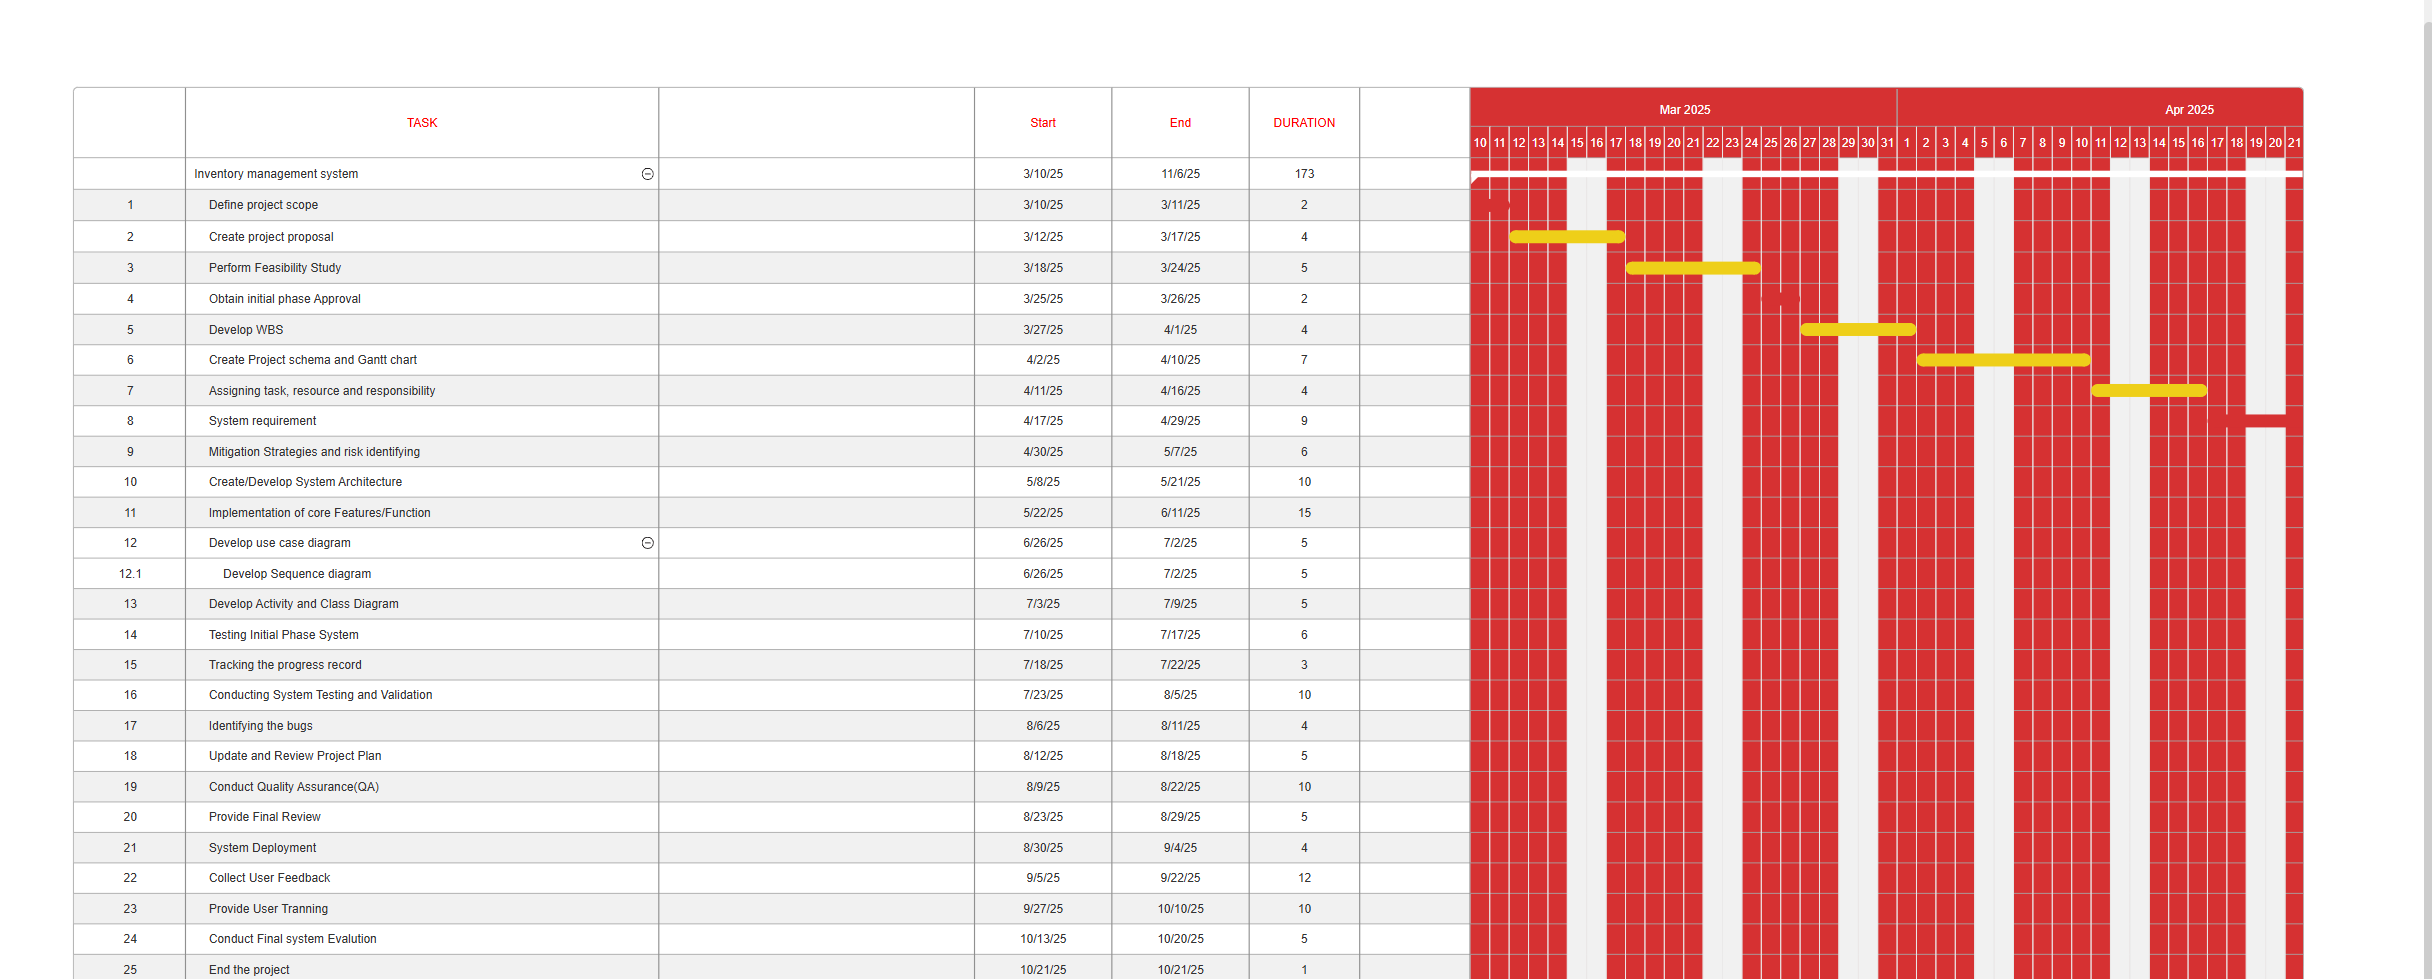 TASK Start End DURATION Mar 2025 Apr 2025
10 11 12 13 14 15 16 17 18 19 20 21 22 23 24 25 26 27 28 29 30 31 1 2 3 4 5 6 7 8 9 10 11 12 13 14 15 16 17 18 19 20 21
Inventory management system 3/10/25 11/6/25 173
1 Define project scope 3/10/25 3/11/25 2
2 Create project proposal 3/12/25 3/17/25 4
3 Perform Feasibility Study 3/18/25 3/24/25 5
4 Obtain initial phase Approval 3/25/25 3/26/25 2
5 Develop WBS 3/27/25 4/1/25 4
6 Create Project schema and Gantt chart 4/2/25 4/10/25 7
7 Assigning task, resource and responsibility 4/11/25 4/16/25 4
8 System requirement 4/17/25 4/29/25 9
9 Mitigation Strategies and risk identifying 4/30/25 5/7/25 6
10 Create/Develop System Architecture 5/8/25 5/21/25 10
11 Implementation of core Features/Function 5/22/25 6/11/25 15
12 Develop use case diagram 6/26/25 7/2/25 5
12.1 Develop Sequence diagram 6/26/25 7/2/25 5
13 Develop Activity and Class Diagram 7/3/25 7/9/25 5
14 Testing Initial Phase System 7/10/25 7/17/25 6
15 Tracking the progress record 7/18/25 7/22/25 3
16 Conducting System Testing and Validation 7/23/25 8/5/25 10
17 Identifying the bugs 8/6/25 8/11/25 4
18 Update and Review Project Plan 8/12/25 8/18/25 5
19 Conduct Quality Assurance(QA) 8/9/25 8/22/25 10
20 Provide Final Review 8/23/25 8/29/25 5
21 System Deployment 8/30/25 9/4/25 4
22 Collect User Feedback 9/5/25 9/22/25 12
23 Provide User Tranning 9/27/25 10/10/25 10
24 Conduct Final system Evalution 10/13/25 10/20/25 5
25 End the project 10/21/25 10/21/25 1